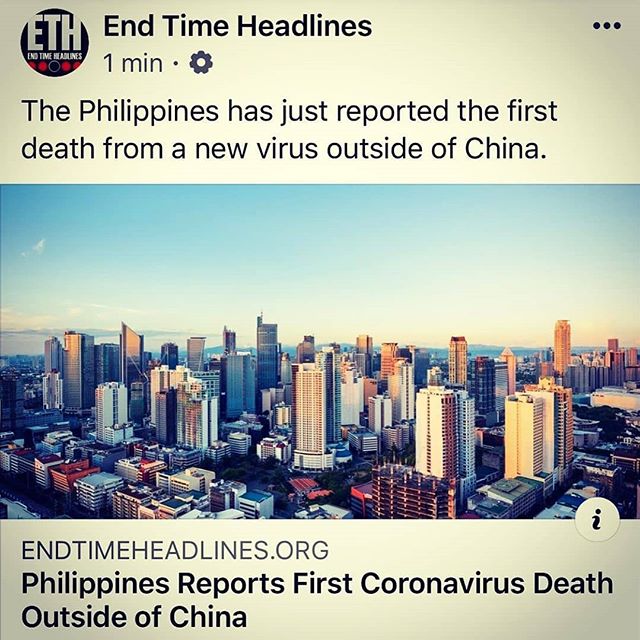 ETH
END TIME HEADLINES
End Time Headlines
1 min ·
The Philippines has just reported the first
death from a new virus outside of China.
i
ENDTIMEHEADLINES.ORG
Philippines Reports First Coronavirus Death
Outside of China